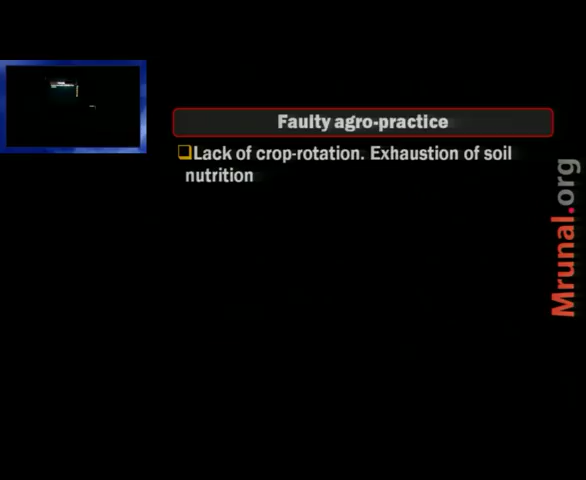 Faulty agro-practice
❑Lack of crop-rotation. Exhaustion of soil
nutrition
Mrunal.org